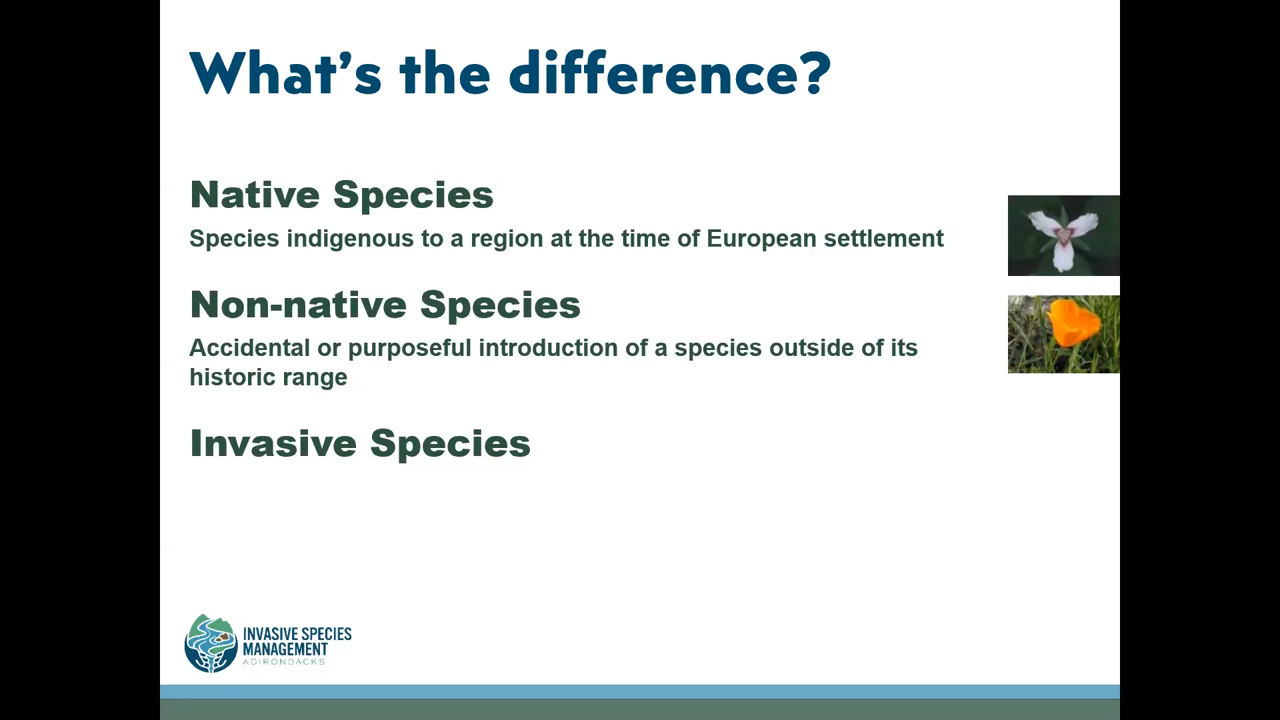 What's the difference?
Native Species
Species indigenous to a region at the time of European settlement
Non-native Species
Accidental or purposeful introduction of a species outside of its
historic range
Invasive Species
INVASIVE SPECIES
MANAGEMENT
ADIRONDACKS